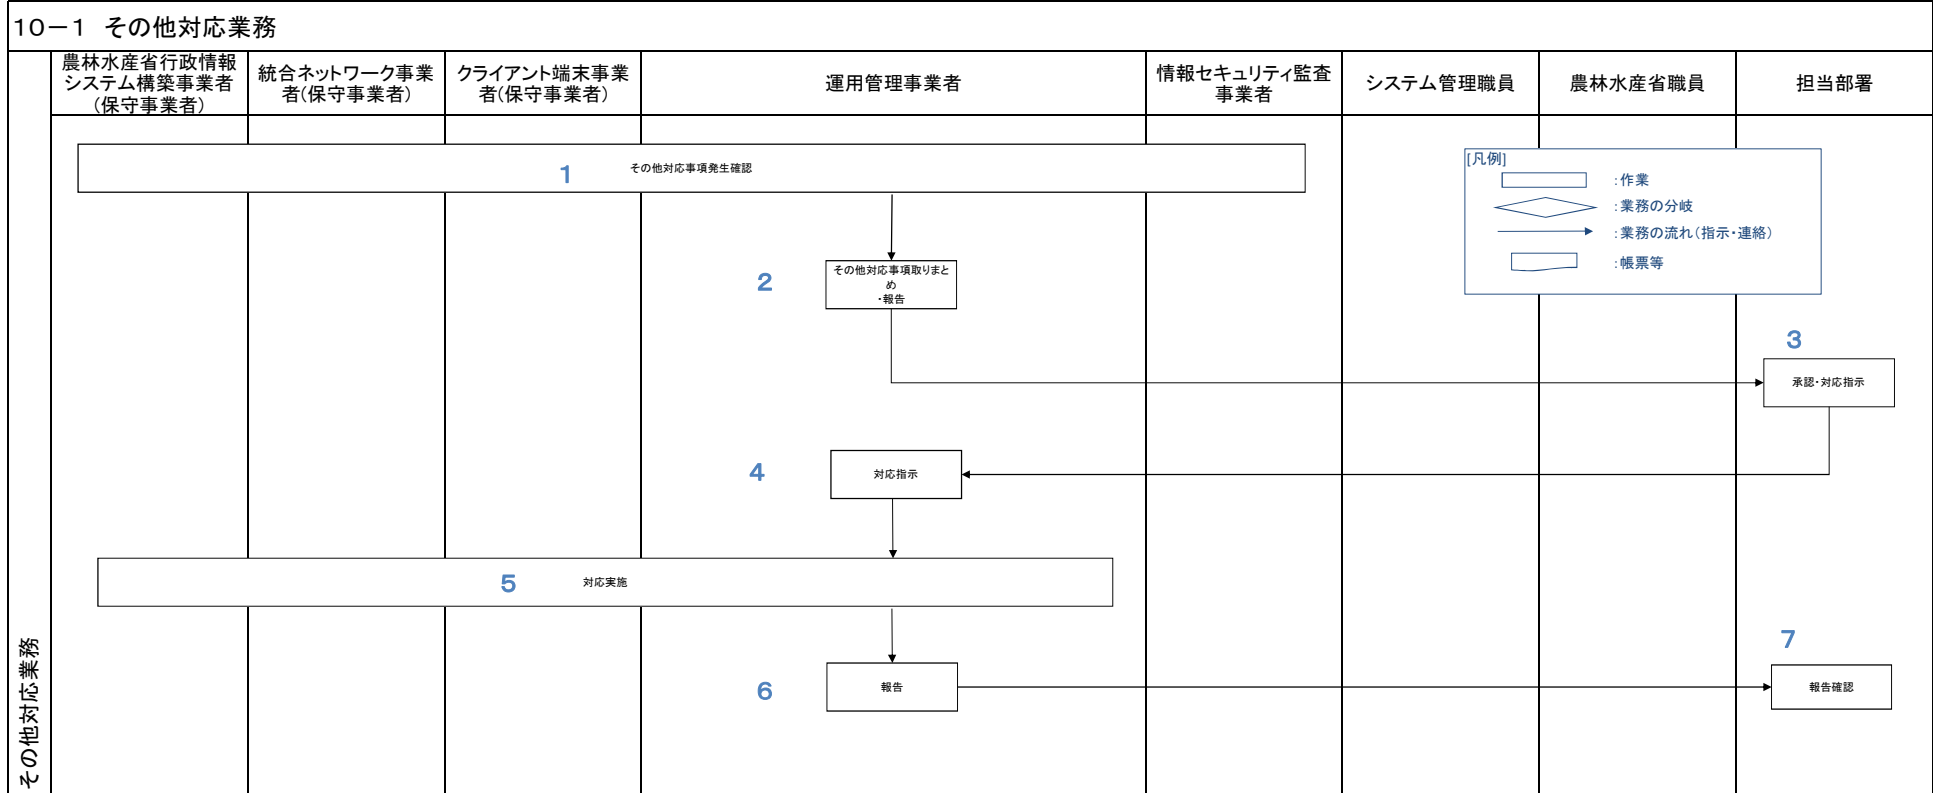 10-1 その他対応業務
農林水産省行政情報
システム構築事業者
(保守事業者)
統合ネットワーク事業
者(保守事業者)
クライアント端末事業
者(保守事業者)
運用管理事業者
情報セキュリティ監査
事業者
システム管理職員
農林水産省職員
担当部署
1
その他対応事項発生確認
[凡例]
:作業
:業務の分岐
:業務の流れ(指示・連絡)
:帳票等
2
その他対応事項取りまと
め
・報告
3
承認・対応指示
4
対応指示
5
対応実施
6
報告
7
報告確認
その他対応業務